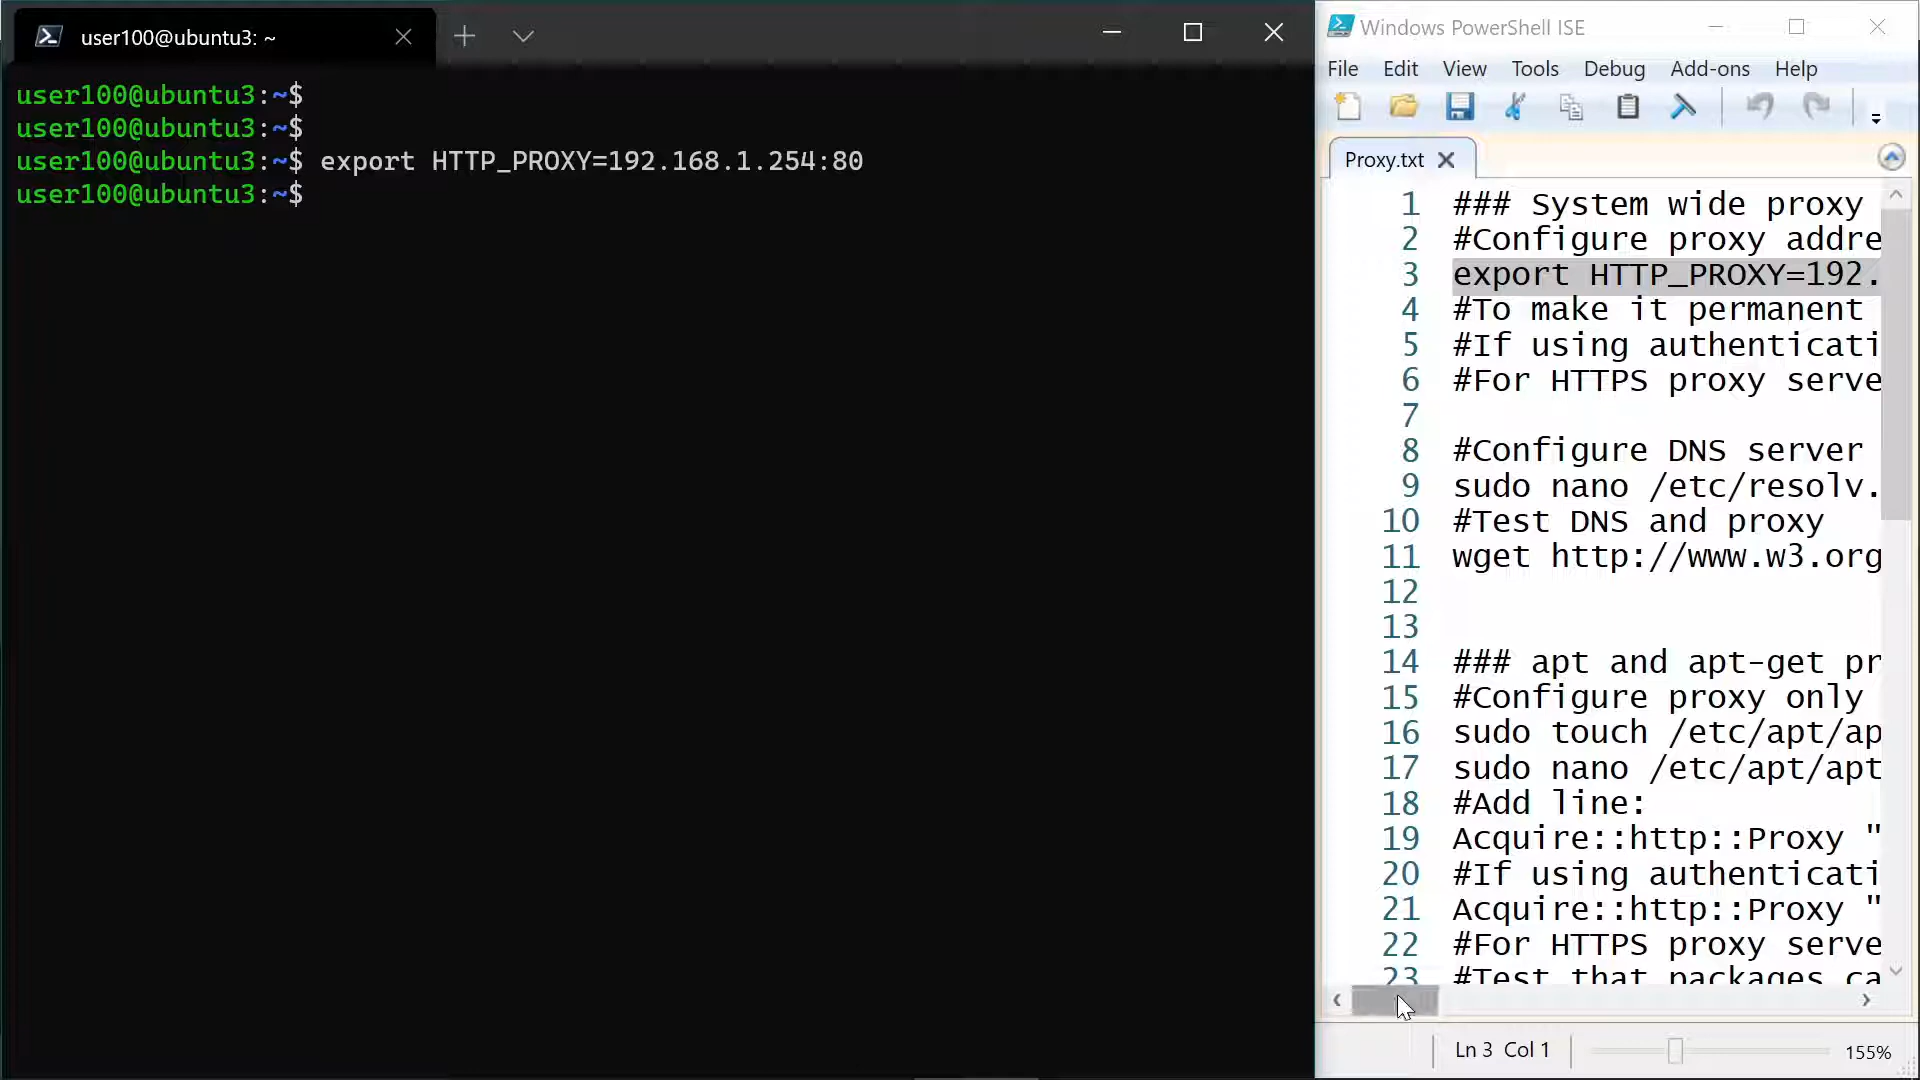 user100@ubuntu3: ~
user100@ubuntu3:~$
user100@ubuntu3:~$
user100@ubuntu3:~$ export HTTP_PROXY=192.168.1.254:80
user100@ubuntu3:~$
Windows PowerShell ISE
File Edit View Tools Debug Add-ons Help
Proxy.txt
1 ### System wide proxy
2 #Configure proxy addre
3 export HTTP_PROXY=192.
4 #To make it permanent
5 #If using authenticati
6 #For HTTPS proxy serve
7
8 #Configure DNS server
9 sudo nano /etc/resolv.
10 #Test DNS and proxy
11 wget http://www.w3.org
12
13
14 ### apt and apt-get pr
15 #Configure proxy only
16 sudo touch /etc/apt/ap
17 sudo nano /etc/apt/apt
18 #Add line:
19 Acquire::http::Proxy "
20 #If using authenticati
21 Acquire::http::Proxy "
22 #For HTTPS proxy serve
23 #Test that packages ca
Ln 3 Col 1
155%